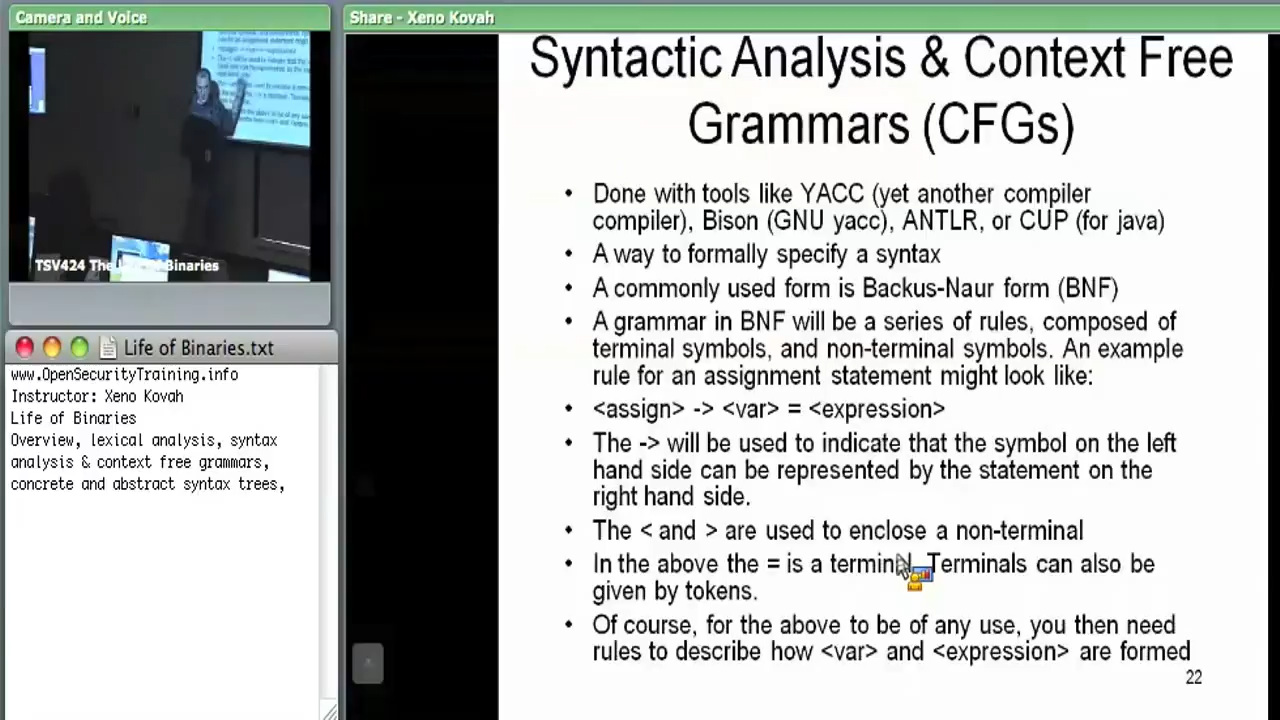 Camera and Voice
TSV424 The Life of Binaries
Life of Binaries.txt
www.OpenSecurityTraining.info
Instructor: Xeno Kovah
Life of Binaries
Overview, lexical analysis, syntax
analysis & context free grammars,
concrete and abstract syntax trees,
Share - Xeno Kovah
Syntactic Analysis & Context Free
Grammars (CFGs)
• Done with tools like YACC (yet another compiler
compiler), Bison (GNU yacc), ANTLR, or CUP (for java)
• A way to formally specify a syntax
• A commonly used form is Backus-Naur form (BNF)
• A grammar in BNF will be a series of rules, composed of
terminal symbols, and non-terminal symbols. An example
rule for an assignment statement might look like:
• <assign> -> <var> = <expression>
• The -> will be used to indicate that the symbol on the left
hand side can be represented by the statement on the
right hand side.
• The < and > are used to enclose a non-terminal
• In the above the = is a terminal. Terminals can also be
given by tokens.
• Of course, for the above to be of any use, you then need
rules to describe how <var> and <expression> are formed
22